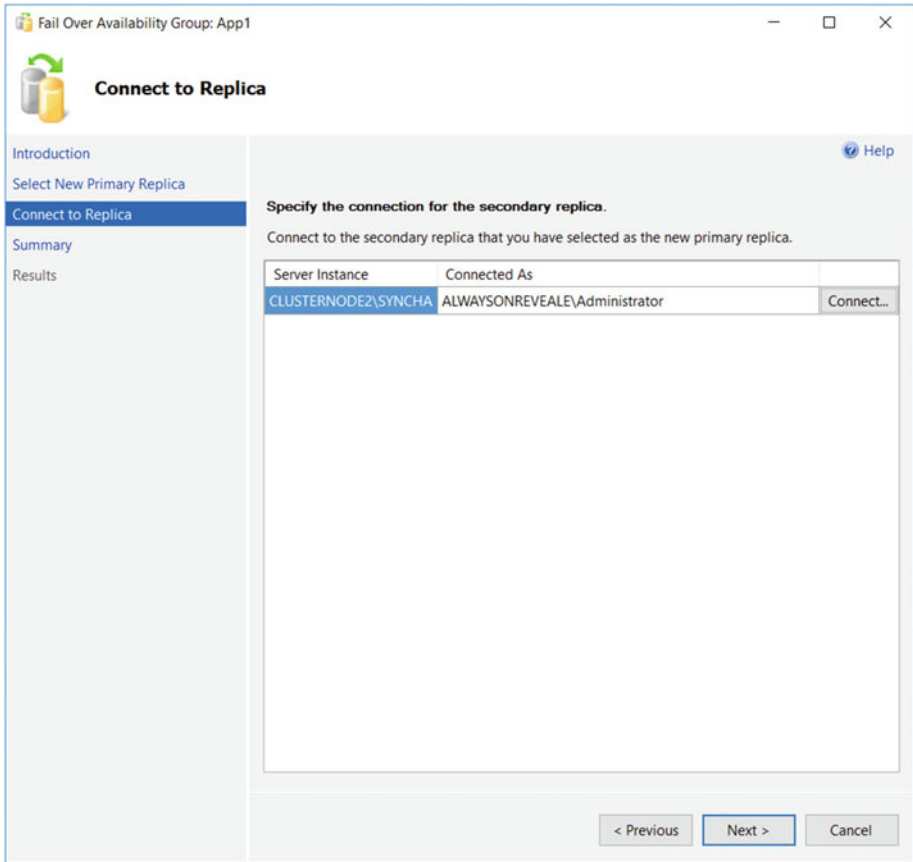 Fail Over Availability Group: App1
Connect to Replica
Introduction
Select New Primary Replica
Connect to Replica
Summary
Results
Help
Specify the connection for the secondary replica.
Connect to the secondary replica that you have selected as the new primary replica.
Server Instance Connected As
CLUSTERNODE2\SYNCHA ALWAYSONREVEALE\Administrator Connect...
< Previous Next > Cancel